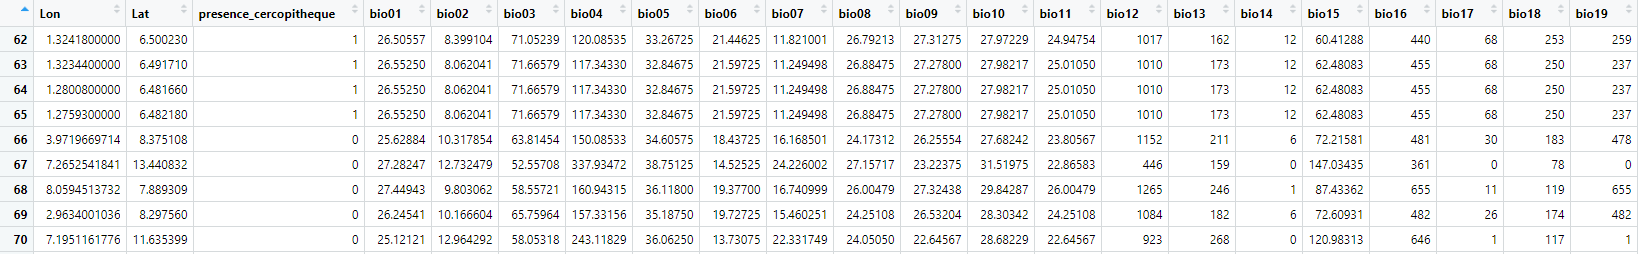 Lon Lat presence_cercopitheque bio01 bio02 bio03 bio04 bio05 bio06 bio07 bio08 bio09 bio10 bio11 bio12 bio13 bio14 bio15 bio16 bio17 bio18 bio19
62 1.3241800000 6.500230 1 26.50557 8.399104 71.05239 120.08535 33.26725 21.44625 11.821001 26.79213 27.31275 27.97229 24.94754 1017 162 12 60.41288 440 68 253 259
63 1.3234400000 6.491710 1 26.55250 8.062041 71.66579 117.34330 32.84675 21.59725 11.249498 26.88475 27.27800 27.98217 25.01050 1010 173 12 62.48083 455 68 250 237
64 1.2800800000 6.481660 1 26.55250 8.062041 71.66579 117.34330 32.84675 21.59725 11.249498 26.88475 27.27800 27.98217 25.01050 1010 173 12 62.48083 455 68 250 237
65 1.2759300000 6.482180 1 26.55250 8.062041 71.66579 117.34330 32.84675 21.59725 11.249498 26.88475 27.27800 27.98217 25.01050 1010 173 12 62.48083 455 68 250 237
66 3.9719669714 8.375108 0 25.62884 10.317854 63.81454 150.08533 34.60575 18.43725 16.168501 24.17312 26.25554 27.68242 23.80567 1152 211 6 72.21581 481 30 183 478
67 7.2652541841 13.440832 0 27.28247 12.732479 52.55708 337.93472 38.75125 14.52525 24.226002 27.15717 23.22375 31.51975 22.86583 446 159 0 147.03435 361 0 78 0
68 8.0594513732 7.889309 0 27.44943 9.803062 58.55721 160.94315 36.11800 19.37700 16.740999 26.00479 27.32438 29.84287 26.00479 1265 246 1 87.43362 655 11 119 655
69 2.9634001036 8.297560 0 26.24541 10.166604 65.75964 157.33156 35.18750 19.72725 15.460251 24.25108 26.53204 28.30342 24.25108 1084 182 6 72.60931 482 26 174 482
70 7.1951161776 11.635399 0 25.12121 12.964292 58.05318 243.11829 36.06250 13.73075 22.331749 24.05050 22.64567 28.68229 22.64567 923 268 0 120.98313 646 1 117 1